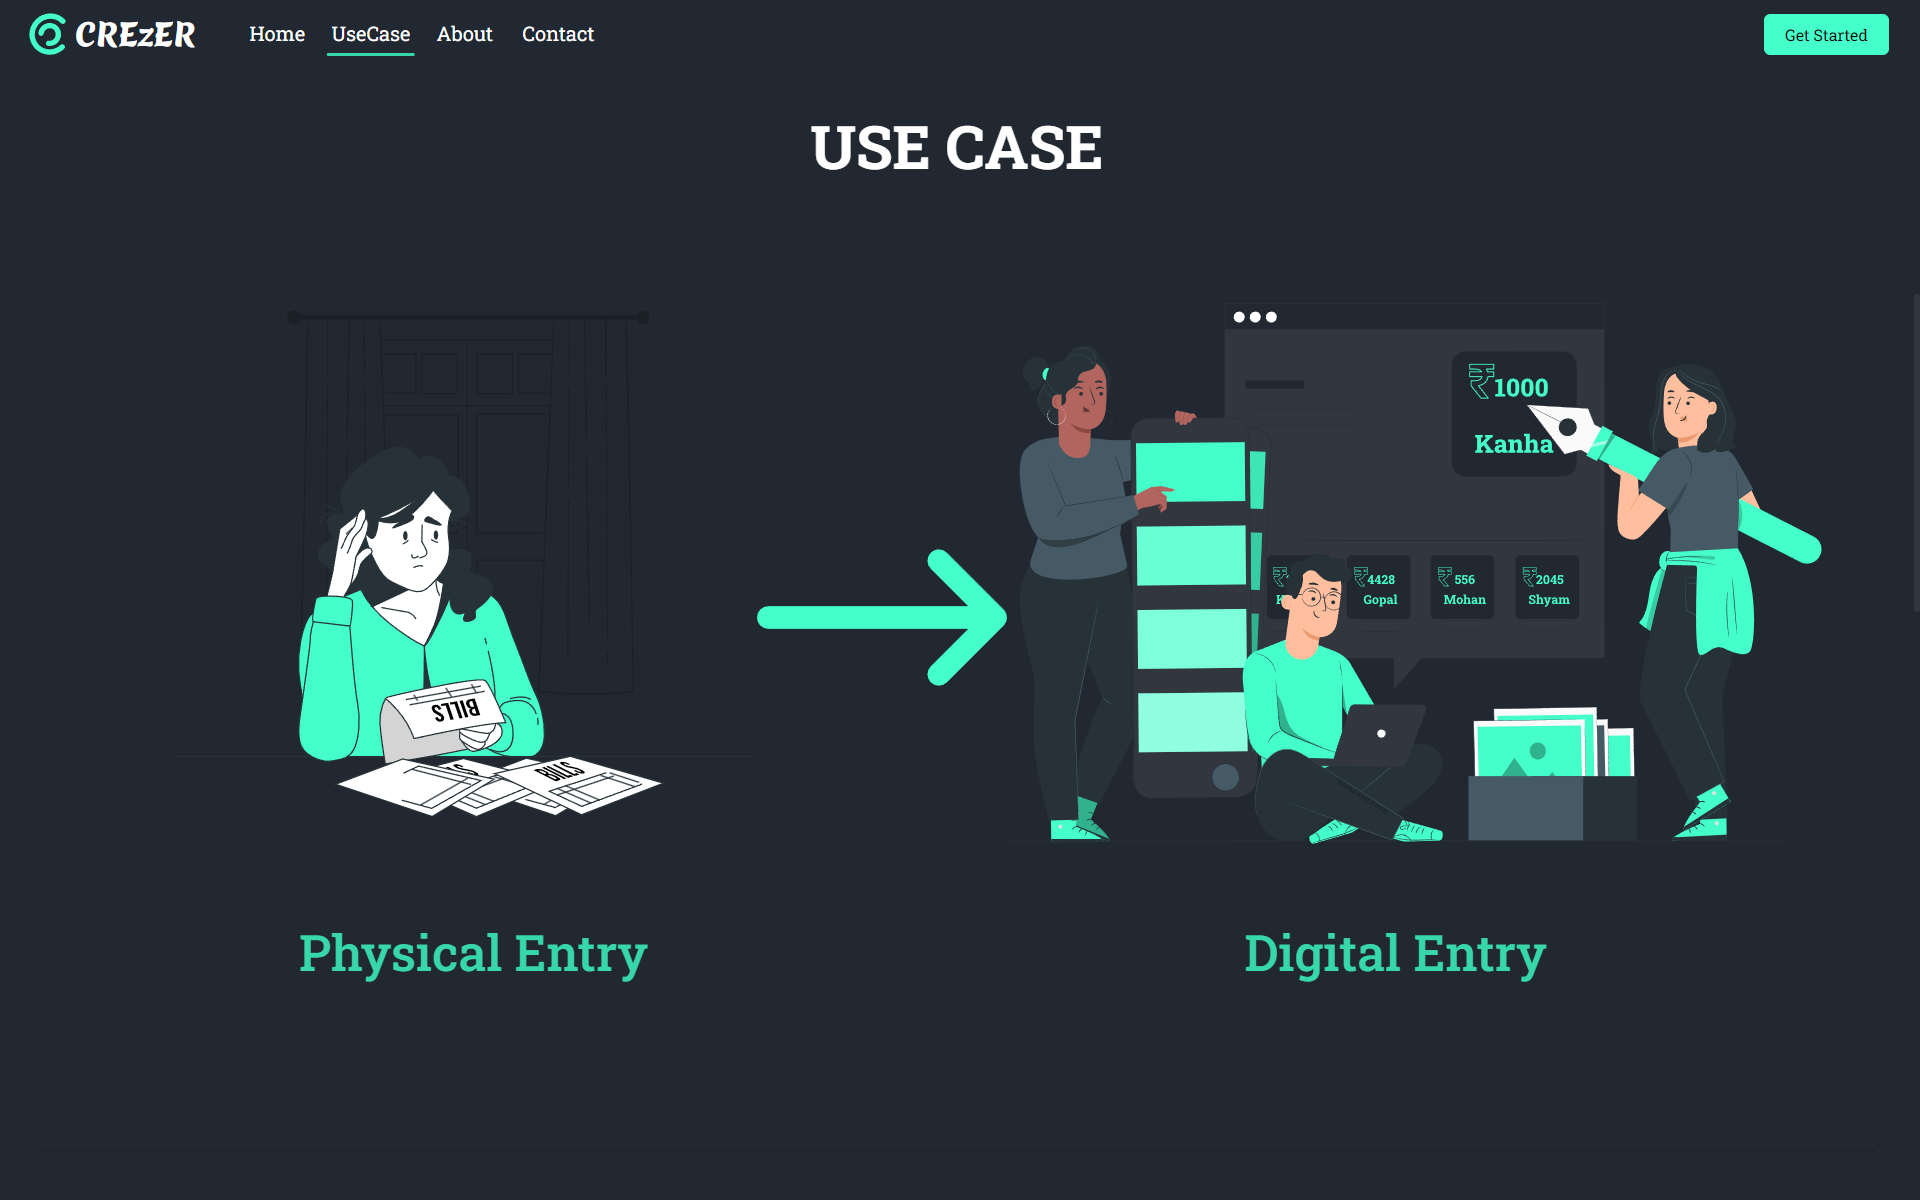 CREzER
Home UseCase About Contact
Get Started
USE CASE
₹1000
Kanha
₹4428
Gopal
₹556
Mohan
₹2045
Shyam
BILLS
BILLS
Physical Entry
Digital Entry